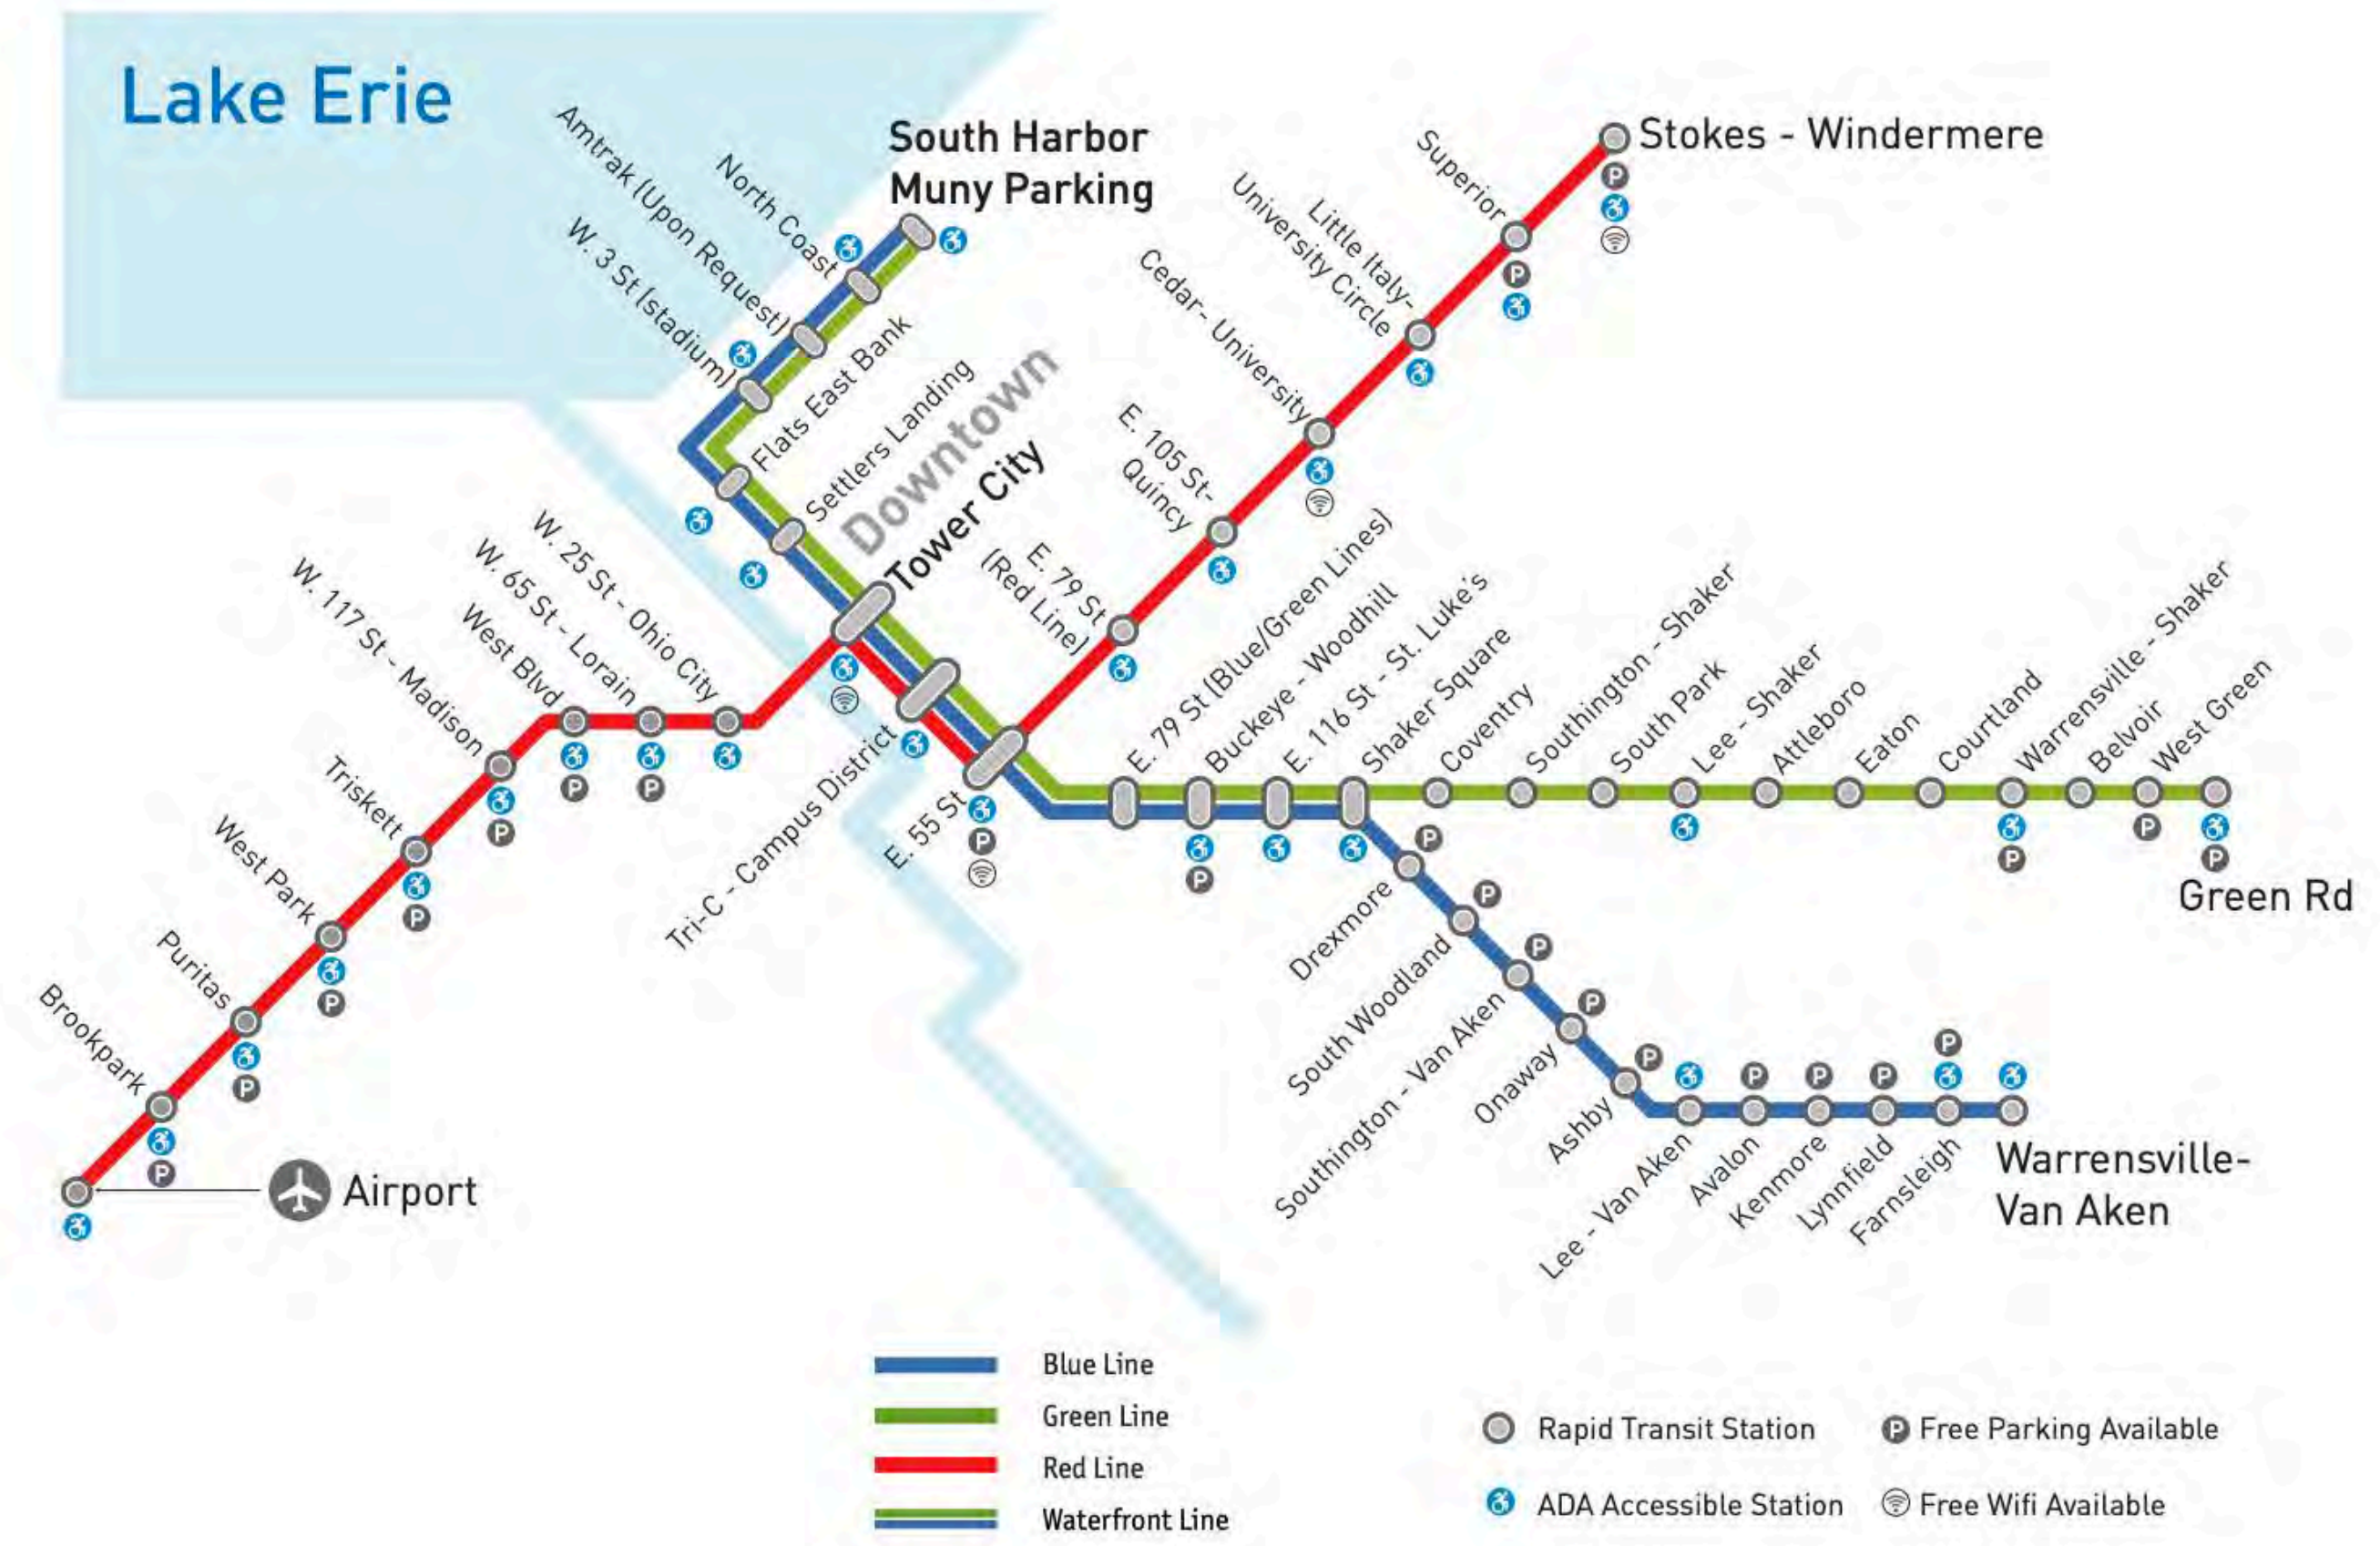 Lake Erie
South Harbor
Muny Parking
North Coast
Amtrak (Upon Request)
W. 3 St (stadium)
Flats East Bank
Settlers Landing
Downtown
Tower City
Stokes - Windermere
Superior
Little Italy-
University Circle
Cedar- University
E. 105 St-
Quincy
E. 79 St
(Red Line)
W. 25 St - Ohio City
W. 65 St - Lorain
West Blvd
W. 117 St - Madison
Triskett
West Park
Puritas
Brookpark
Airport
Tri-C - Campus District
E. 55 St
E. 79 St (Blue/Green Lines)
Buckeye - Woodhill
E. 116 St - St. Luke's
Shaker Square
Coventry
Southington - Shaker
South Park
Lee - Shaker
Attleboro
Eaton
Courtland
Warrensville - Shaker
Belvoir
West Green
Green Rd
Drexmore
South Woodland
Southington - Van Aken
Onaway
Ashby
Lee - Van Aken
Avalon
Kenmore
Lynnfield
Farnsleigh
Warrensville-
Van Aken
Blue Line
Green Line
Red Line
Waterfront Line
Rapid Transit Station
P Free Parking Available
ADA Accessible Station
Free Wifi Available